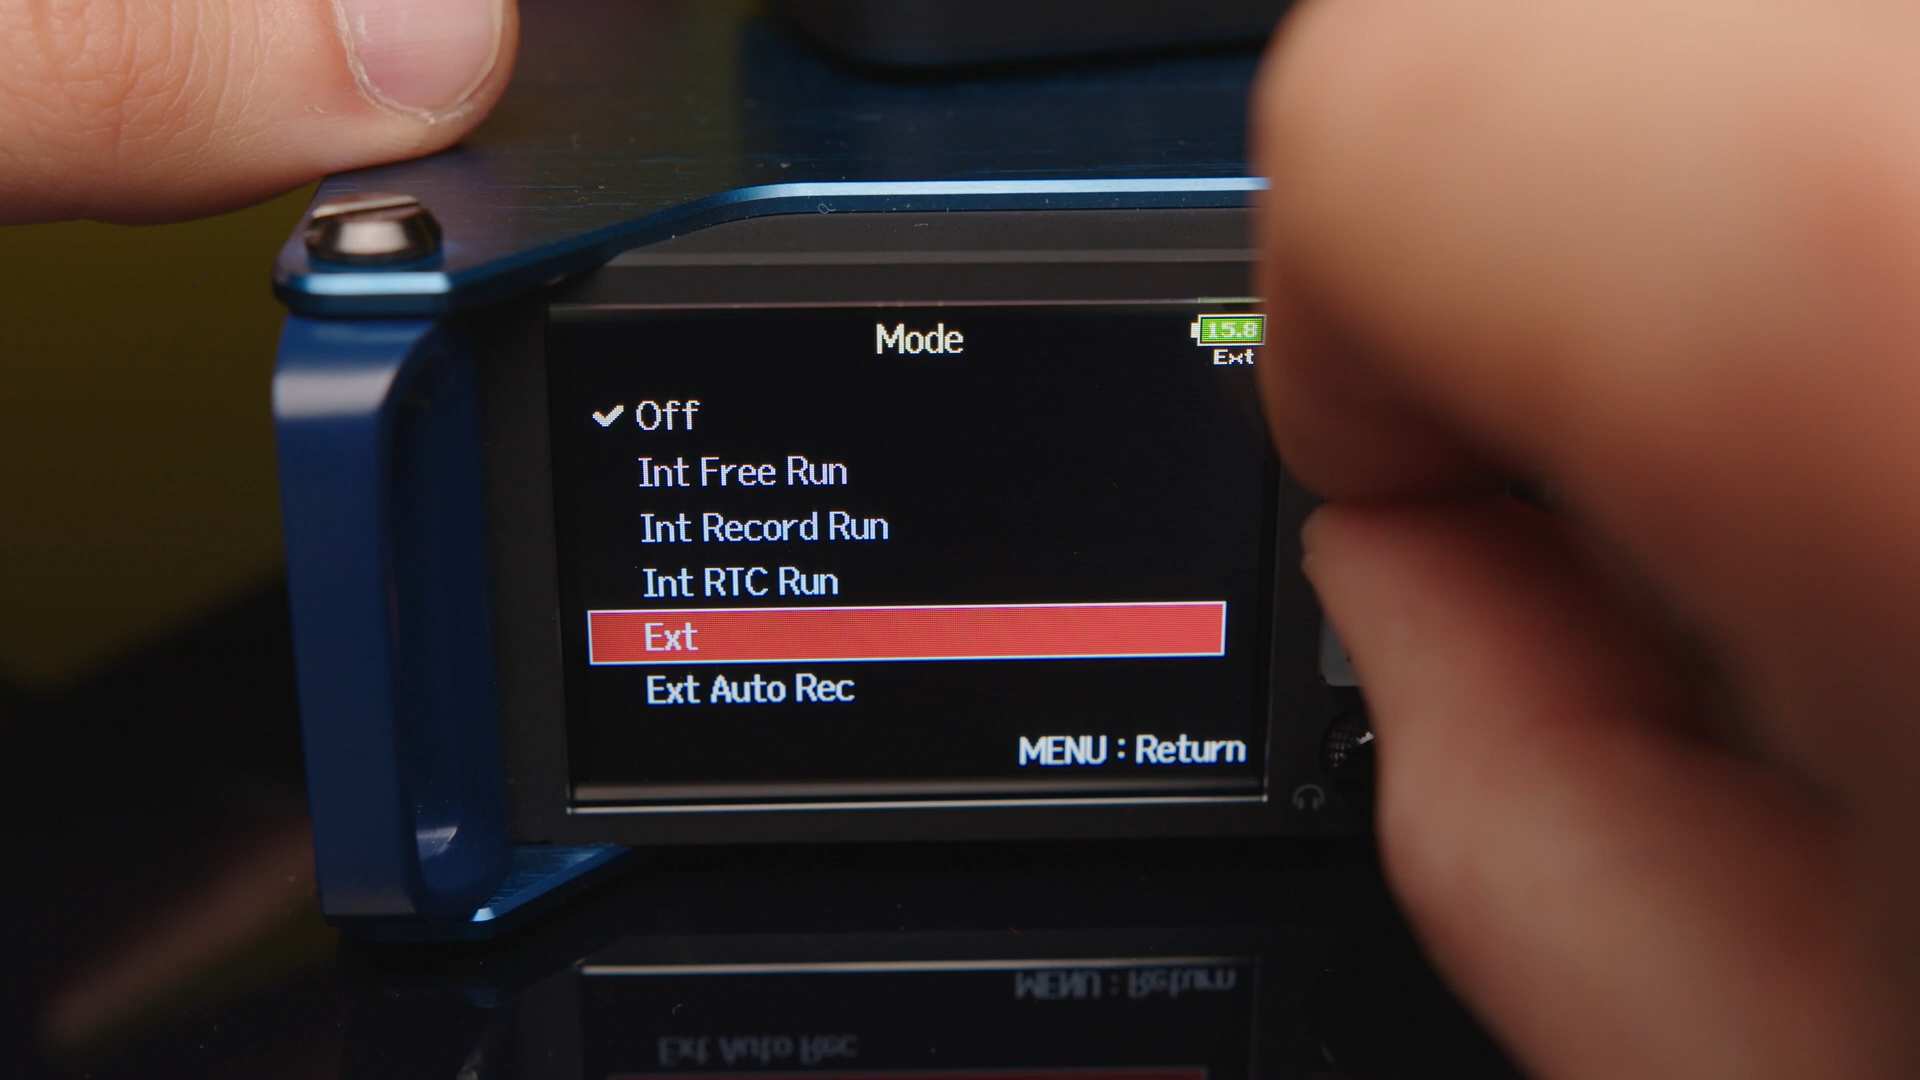 Mode
15.8
Ext
Off
Int Free Run
Int Record Run
Int RTC Run
Ext
Ext Auto Rec
MENU : Return